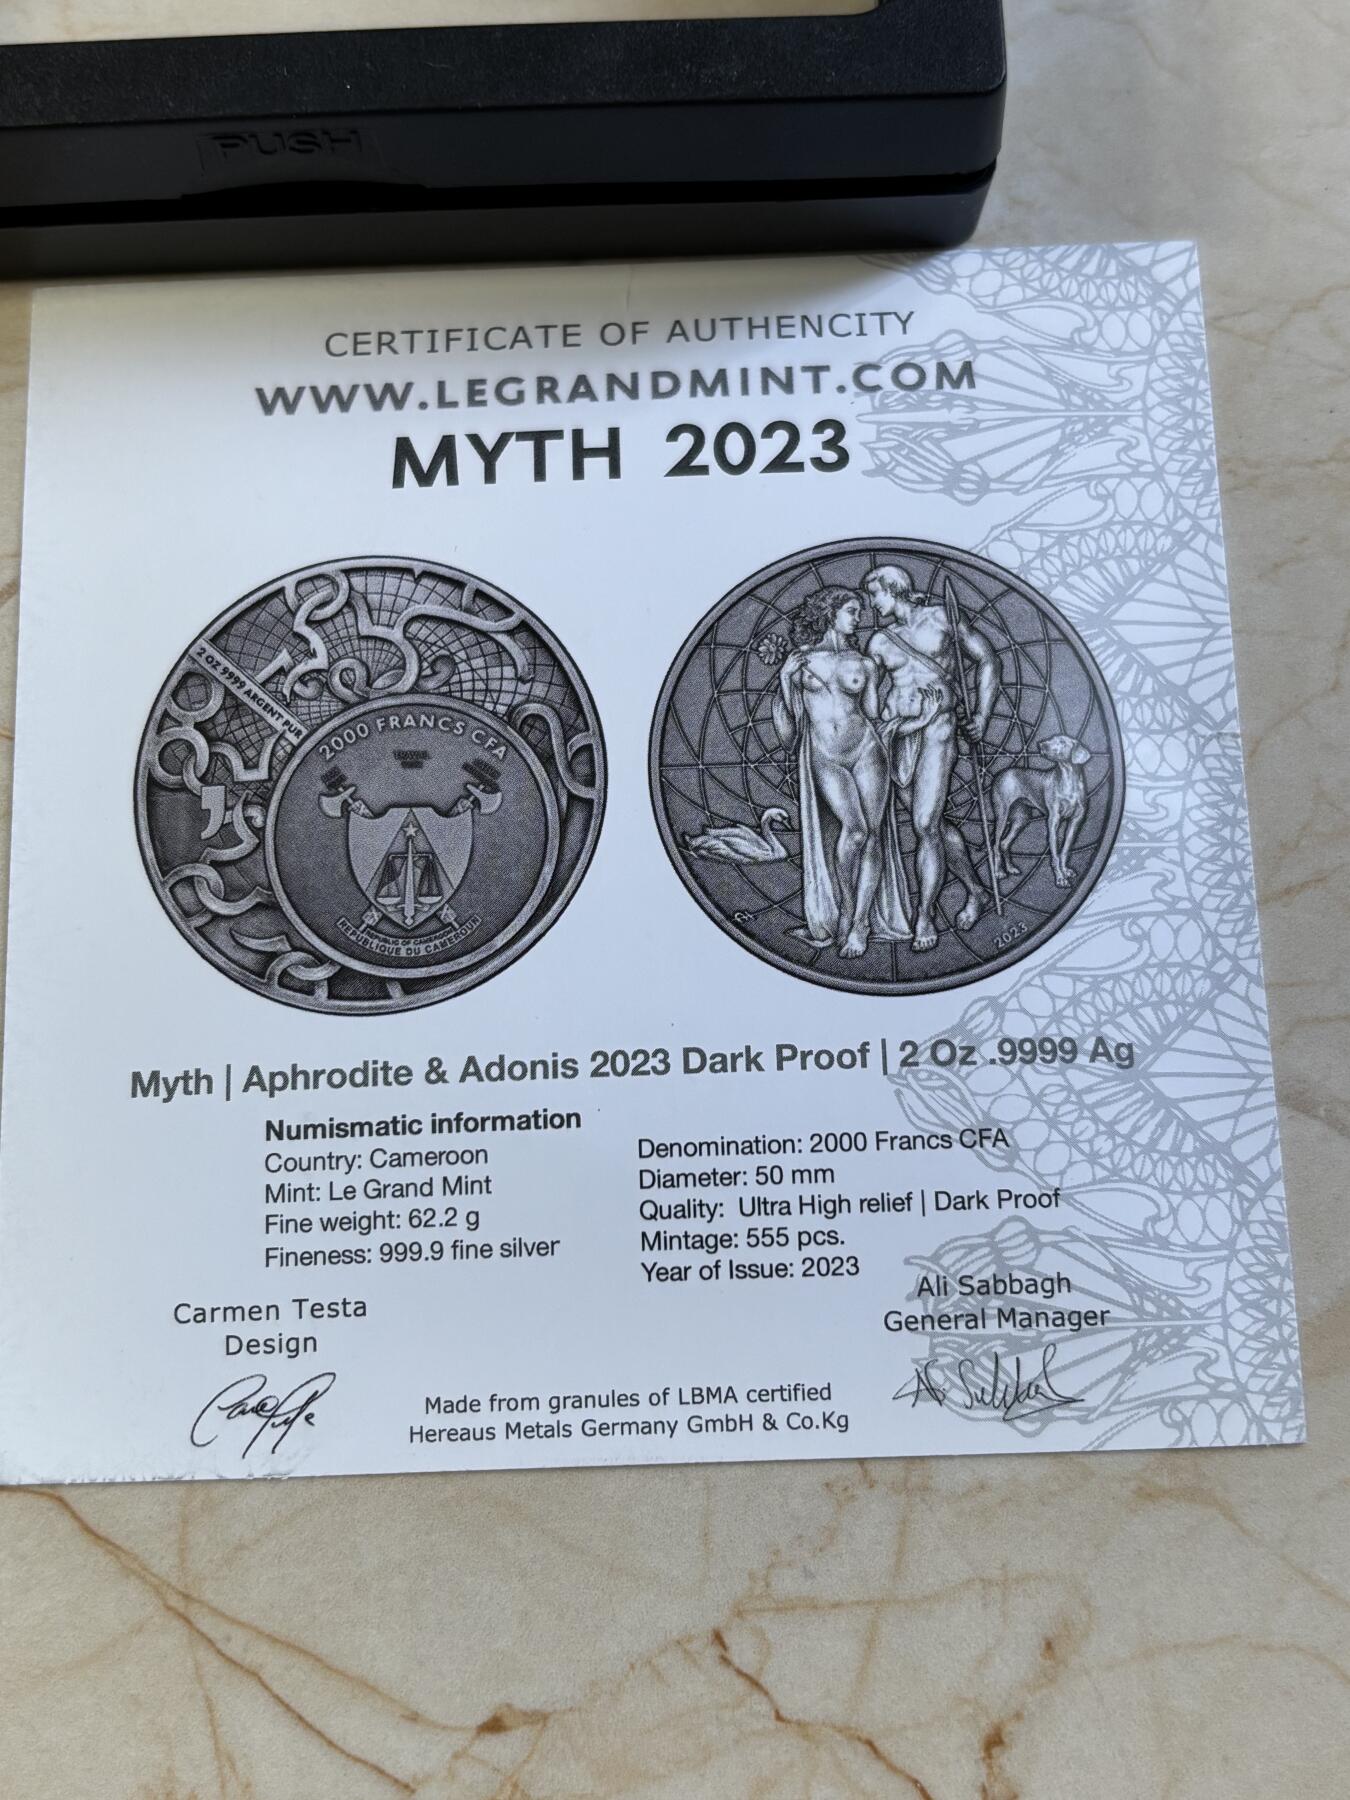 PUSH
CERTIFICATE OF AUTHENCITY
WWW.LEGRANDMINT.COM
MYTH 2023
2 OZ .9999 ARGENT PUR
2000 FRANCS CFA
REPUBLIC OF CAMEROON
REPUBLIQUE DU CAMEROUN
2023
Myth | Aphrodite & Adonis 2023 Dark Proof | 2 Oz .9999 Ag
Numismatic information
Country: Cameroon
Mint: Le Grand Mint
Fine weight: 62.2 g
Fineness: 999.9 fine silver
Denomination: 2000 Francs CFA
Diameter: 50 mm
Quality: Ultra High relief | Dark Proof
Mintage: 555 pcs.
Year of Issue: 2023
Carmen Testa
Design
Ali Sabbagh
General Manager
Made from granules of LBMA certified
Hereaus Metals Germany GmbH & Co.Kg